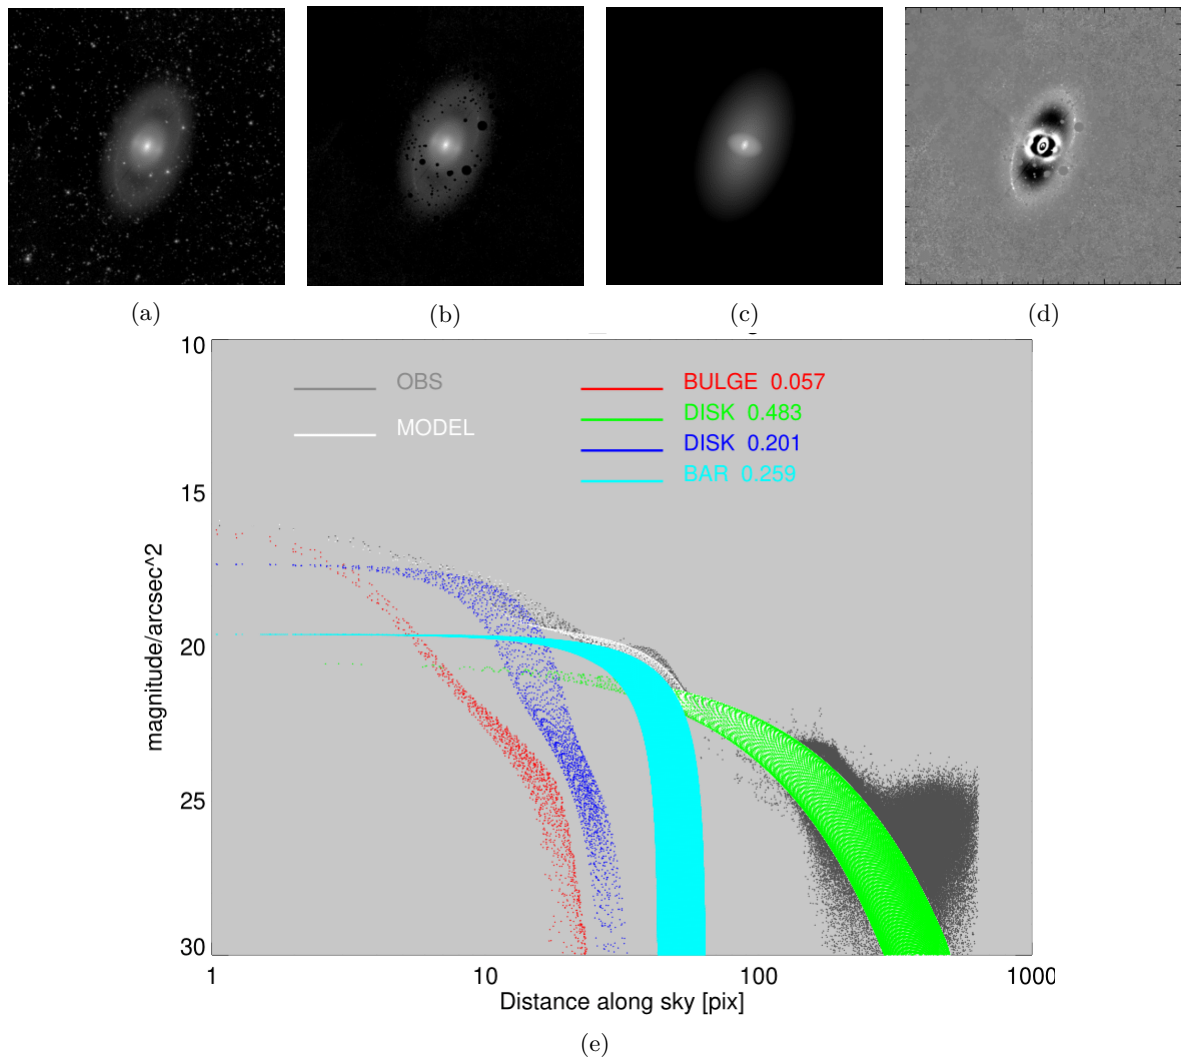 (a)
(b)
(c)
(d)
10
OBS
MODEL
BULGE 0.057
DISK 0.483
DISK 0.201
BAR 0.259
15
20
25
30
magnitude/arcsec^2
1
10
100
1000
Distance along sky [pix]
(e)